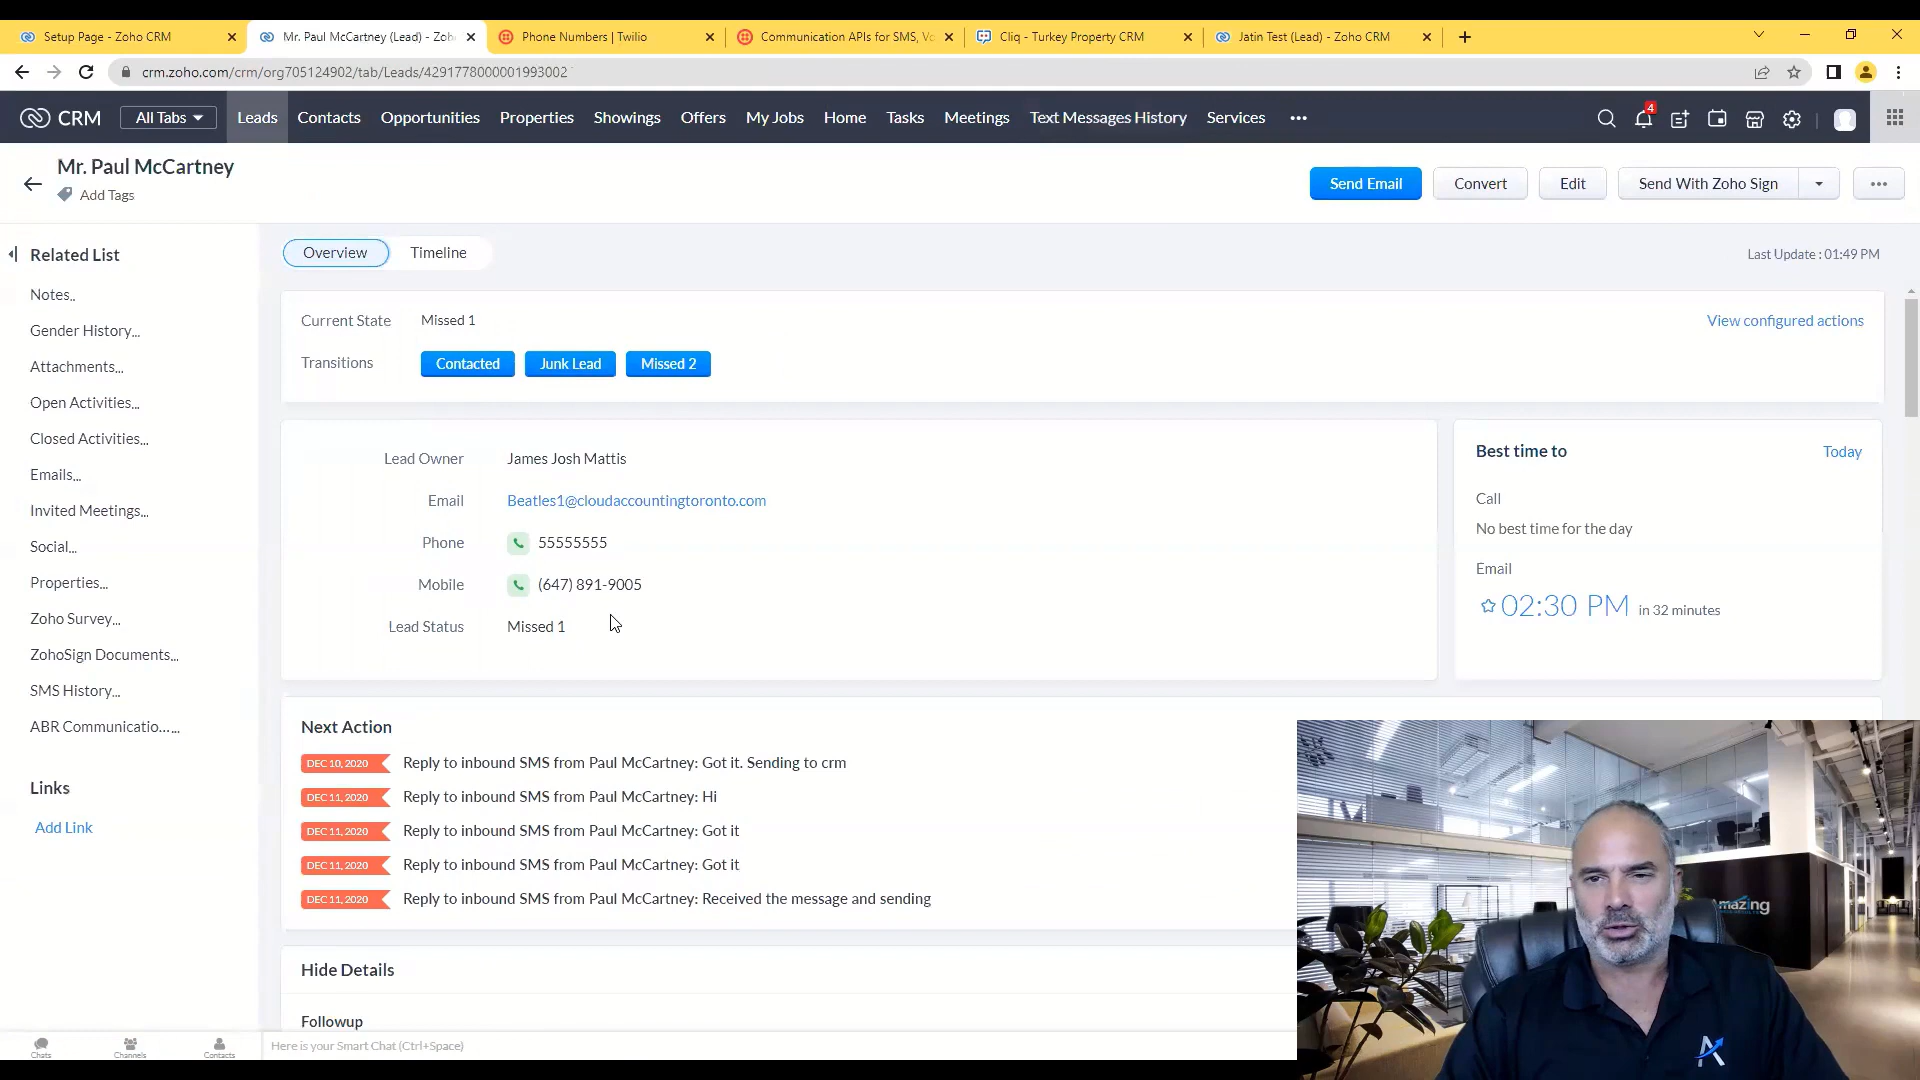 Setup Page - Zoho CRM
Mr. Paul McCartney (Lead) - Zoh
Phone Numbers | Twilio
Communication APIs for SMS, Vo
Cliq - Turkey Property CRM
Jatin Test (Lead) - Zoho CRM
crm.zoho.com/crm/org705124902/tab/Leads/4291778000001993002
CRM
All Tabs
Leads
Contacts
Opportunities
Properties
Showings
Offers
My Jobs
Home
Tasks
Meetings
Text Messages History
Services
4
Mr. Paul McCartney
Add Tags
Send Email
Convert
Edit
Send With Zoho Sign
Related List
Notes..
Gender History...
Attachments...
Open Activities...
Closed Activities...
Emails...
Invited Meetings...
Social...
Properties...
Zoho Survey...
ZohoSign Documents...
SMS History...
ABR Communicatio... ...
Links
Add Link
Overview
Timeline
Last Update : 01:49 PM
Current State
Missed 1
View configured actions
Transitions
Contacted
Junk Lead
Missed 2
Lead Owner
James Josh Mattis
Email
Beatles1@cloudaccountingtoronto.com
Phone
55555555
Mobile
(647) 891-9005
Lead Status
Missed 1
Best time to
Today
Call
No best time for the day
Email
02:30 PM in 32 minutes
Next Action
DEC 10, 2020 Reply to inbound SMS from Paul McCartney: Got it. Sending to crm
DEC 11, 2020 Reply to inbound SMS from Paul McCartney: Hi
DEC 11, 2020 Reply to inbound SMS from Paul McCartney: Got it
DEC 11, 2020 Reply to inbound SMS from Paul McCartney: Got it
DEC 11, 2020 Reply to inbound SMS from Paul McCartney: Received the message and sending
Hide Details
Followup
Chats
Channels
Contacts
Here is your Smart Chat (Ctrl+Space)
Amazing